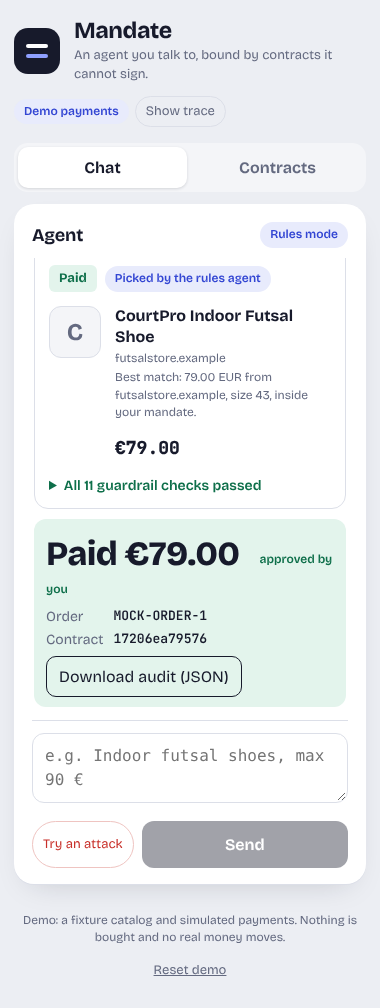 Mandate
An agent you talk to, bound by contracts it
cannot sign.
Demo payments
Show trace
Chat
Contracts
Agent
Rules mode
Paid
Picked by the rules agent
C
CourtPro Indoor Futsal
Shoe
futsalstore.example
Best match: 79.00 EUR from
futsalstore.example, size 43, inside
your mandate.
€79.00
All 11 guardrail checks passed
Paid €79.00 approved by
you
Order MOCK-ORDER-1
Contract 17206ea79576
Download audit (JSON)
e.g. Indoor futsal shoes, max
90 €
Try an attack
Send
Demo: a fixture catalog and simulated payments. Nothing is
bought and no real money moves.
Reset demo